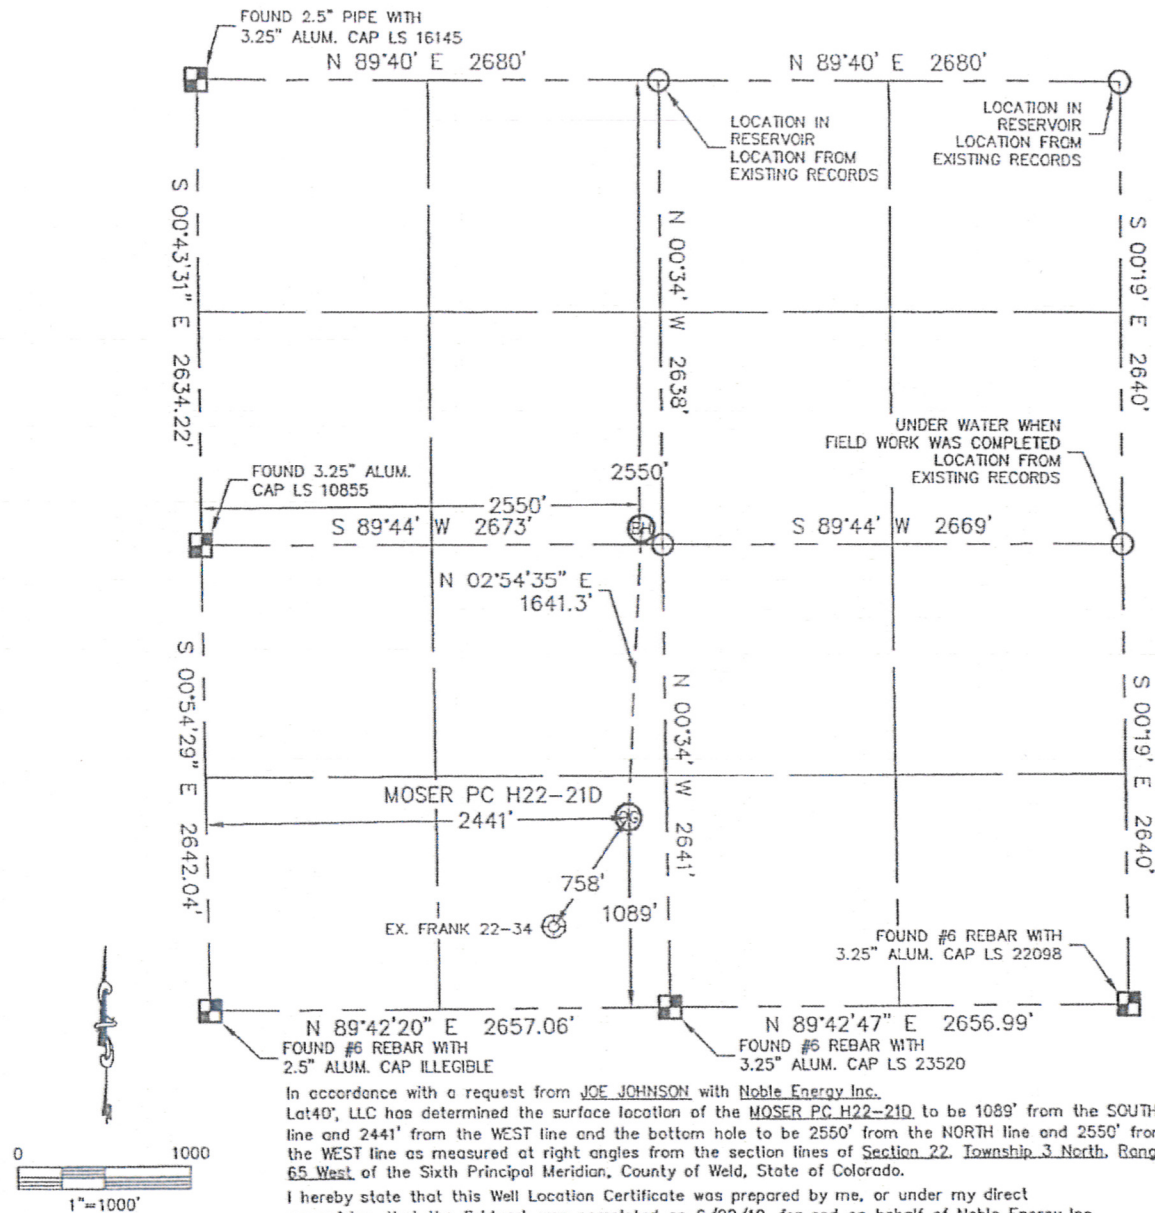 FOUND 2.5" PIPE WITH
3.25" ALUM. CAP LS 16145
N 89°40' E 2680'
N 89°40' E 2680'
LOCATION IN
RESERVOIR
LOCATION FROM
EXISTING RECORDS
LOCATION IN
RESERVOIR
LOCATION FROM
EXISTING RECORDS
S 00°43'31" E 2634.22'
N 00°34' W 2638'
S 00°19' E 2640'
UNDER WATER WHEN
FIELD WORK WAS COMPLETED
LOCATION FROM
EXISTING RECORDS
FOUND 3.25" ALUM.
CAP LS 10855
2550'
2550'
S 89°44' W 2673'
BH
S 89°44' W 2669'
N 02°54'35" E
1641.3'
S 00°54'29" E 2642.04'
N 00°34' W 2641'
S 00°19' E 2640'
MOSER PC H22-21D
2441'
758'
1089'
EX. FRANK 22-34
FOUND #6 REBAR WITH
3.25" ALUM. CAP LS 22098
N 89°42'20" E 2657.06'
N 89°42'47" E 2656.99'
FOUND #6 REBAR WITH
2.5" ALUM. CAP ILLEGIBLE
FOUND #6 REBAR WITH
3.25" ALUM. CAP LS 23520
In accordance with a request from JOE JOHNSON with Noble Energy Inc.
Lat40°, LLC has determined the surface location of the MOSER PC H22-21D to be 1089' from the SOUTH
line and 2441' from the WEST line and the bottom hole to be 2550' from the NORTH line and 2550' from
the WEST line as measured at right angles from the section lines of Section 22, Township 3 North, Rang
65 West of the Sixth Principal Meridian, County of Weld, State of Colorado.
I hereby state that this Well Location Certificate was prepared by me, or under my direct
0 1000
1"=1000'